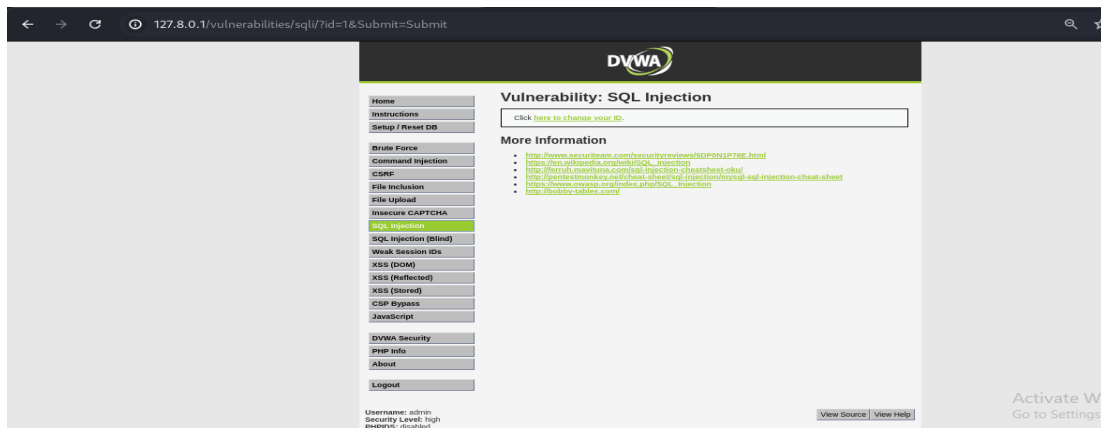 127.8.0.1/vulnerabilities/sqli/?id=1&Submit=Submit
DVWA
Home
Instructions
Setup / Reset DB
Brute Force
Command Injection
CSRF
File Inclusion
File Upload
Insecure CAPTCHA
SQL Injection
SQL Injection (Blind)
Weak Session IDs
XSS (DOM)
XSS (Reflected)
XSS (Stored)
CSP Bypass
JavaScript
DVWA Security
PHP Info
About
Logout
Username: admin
Security Level: high
PHPIDS: disabled
Vulnerability: SQL Injection
Click here to change your ID.
More Information
http://www.securiteam.com/securityreviews/5DP0N1P76E.html
https://en.wikipedia.org/wiki/SQL_injection
http://ferruh.mavituna.com/sql-injection-cheatsheet-oku/
http://pentestmonkey.net/cheat-sheet/sql-injection/mysql-sql-injection-cheat-sheet
https://www.owasp.org/index.php/SQL_Injection
http://bobby-tables.com/
View Source
View Help
Activate W
Go to Settings